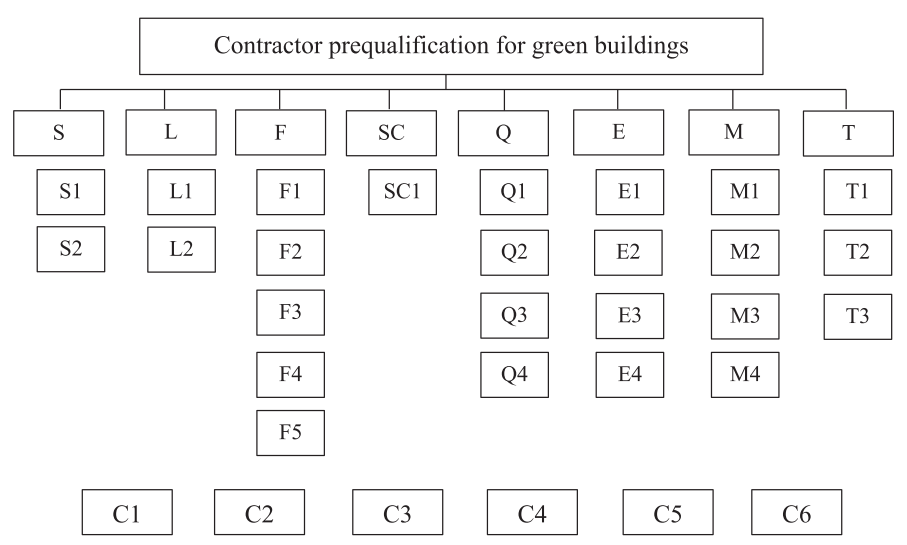 Contractor prequalification for green buildings
S L F SC Q E M T
S1 L1 F1 SC1 Q1 E1 M1 T1
S2 L2 F2 Q2 E2 M2 T2
F3 Q3 E3 M3 T3
F4 Q4 E4 M4
F5
C1 C2 C3 C4 C5 C6